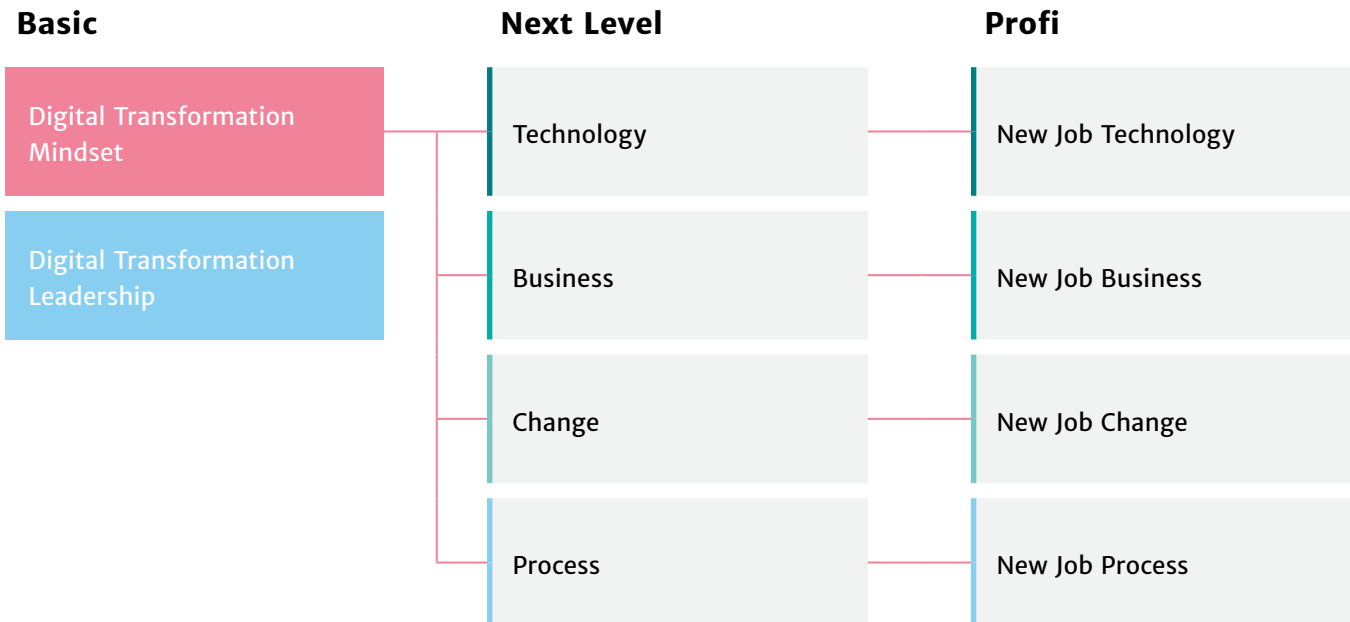 Basic
Next Level
Profi
Digital Transformation
Mindset
Technology
New Job Technology
Digital Transformation
Leadership
Business
New Job Business
Change
New Job Change
Process
New Job Process